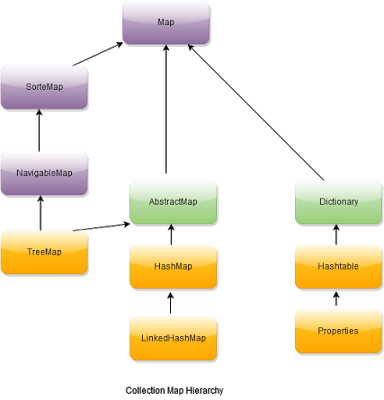 Map
SorteMap
NavigableMap
AbstractMap
Dictionary
TreeMap
HashMap
Hashtable
LinkedHashMap
Properties
Collection Map Hierarchy